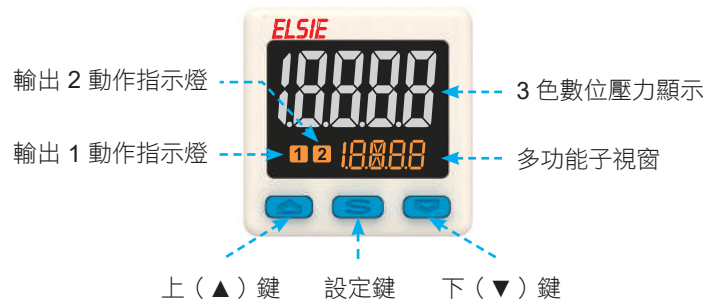 ELSIE
18888
輸出 2 動作指示燈
3 色數位壓力顯示
輸出 1 動作指示燈
1 2 18888
多功能子視窗
S
上（▲）鍵 設定鍵 下（▼）鍵